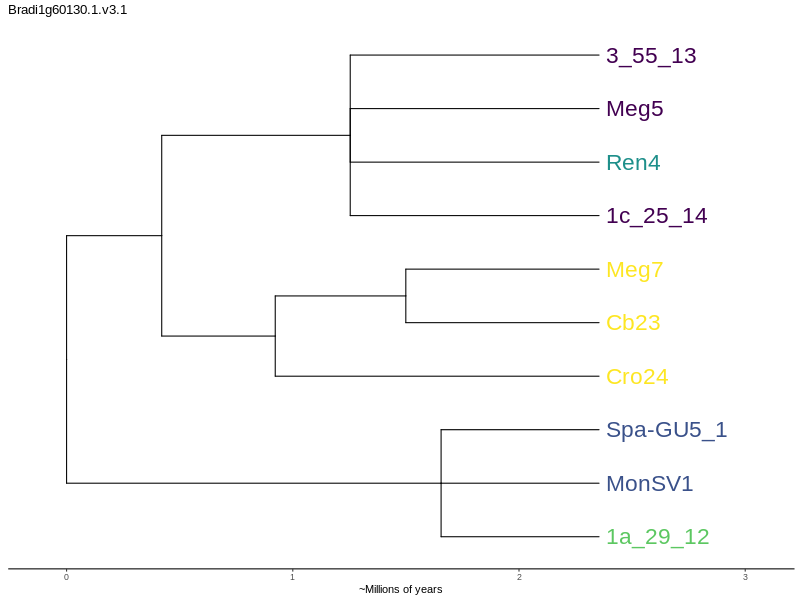 Bradi1g60130.1.v3.1
3_55_13
Meg5
Ren4
1c_25_14
Meg7
Cb23
Cro24
Spa-GU5_1
MonSV1
1a_29_12
0 1 2 3
~Millions of years